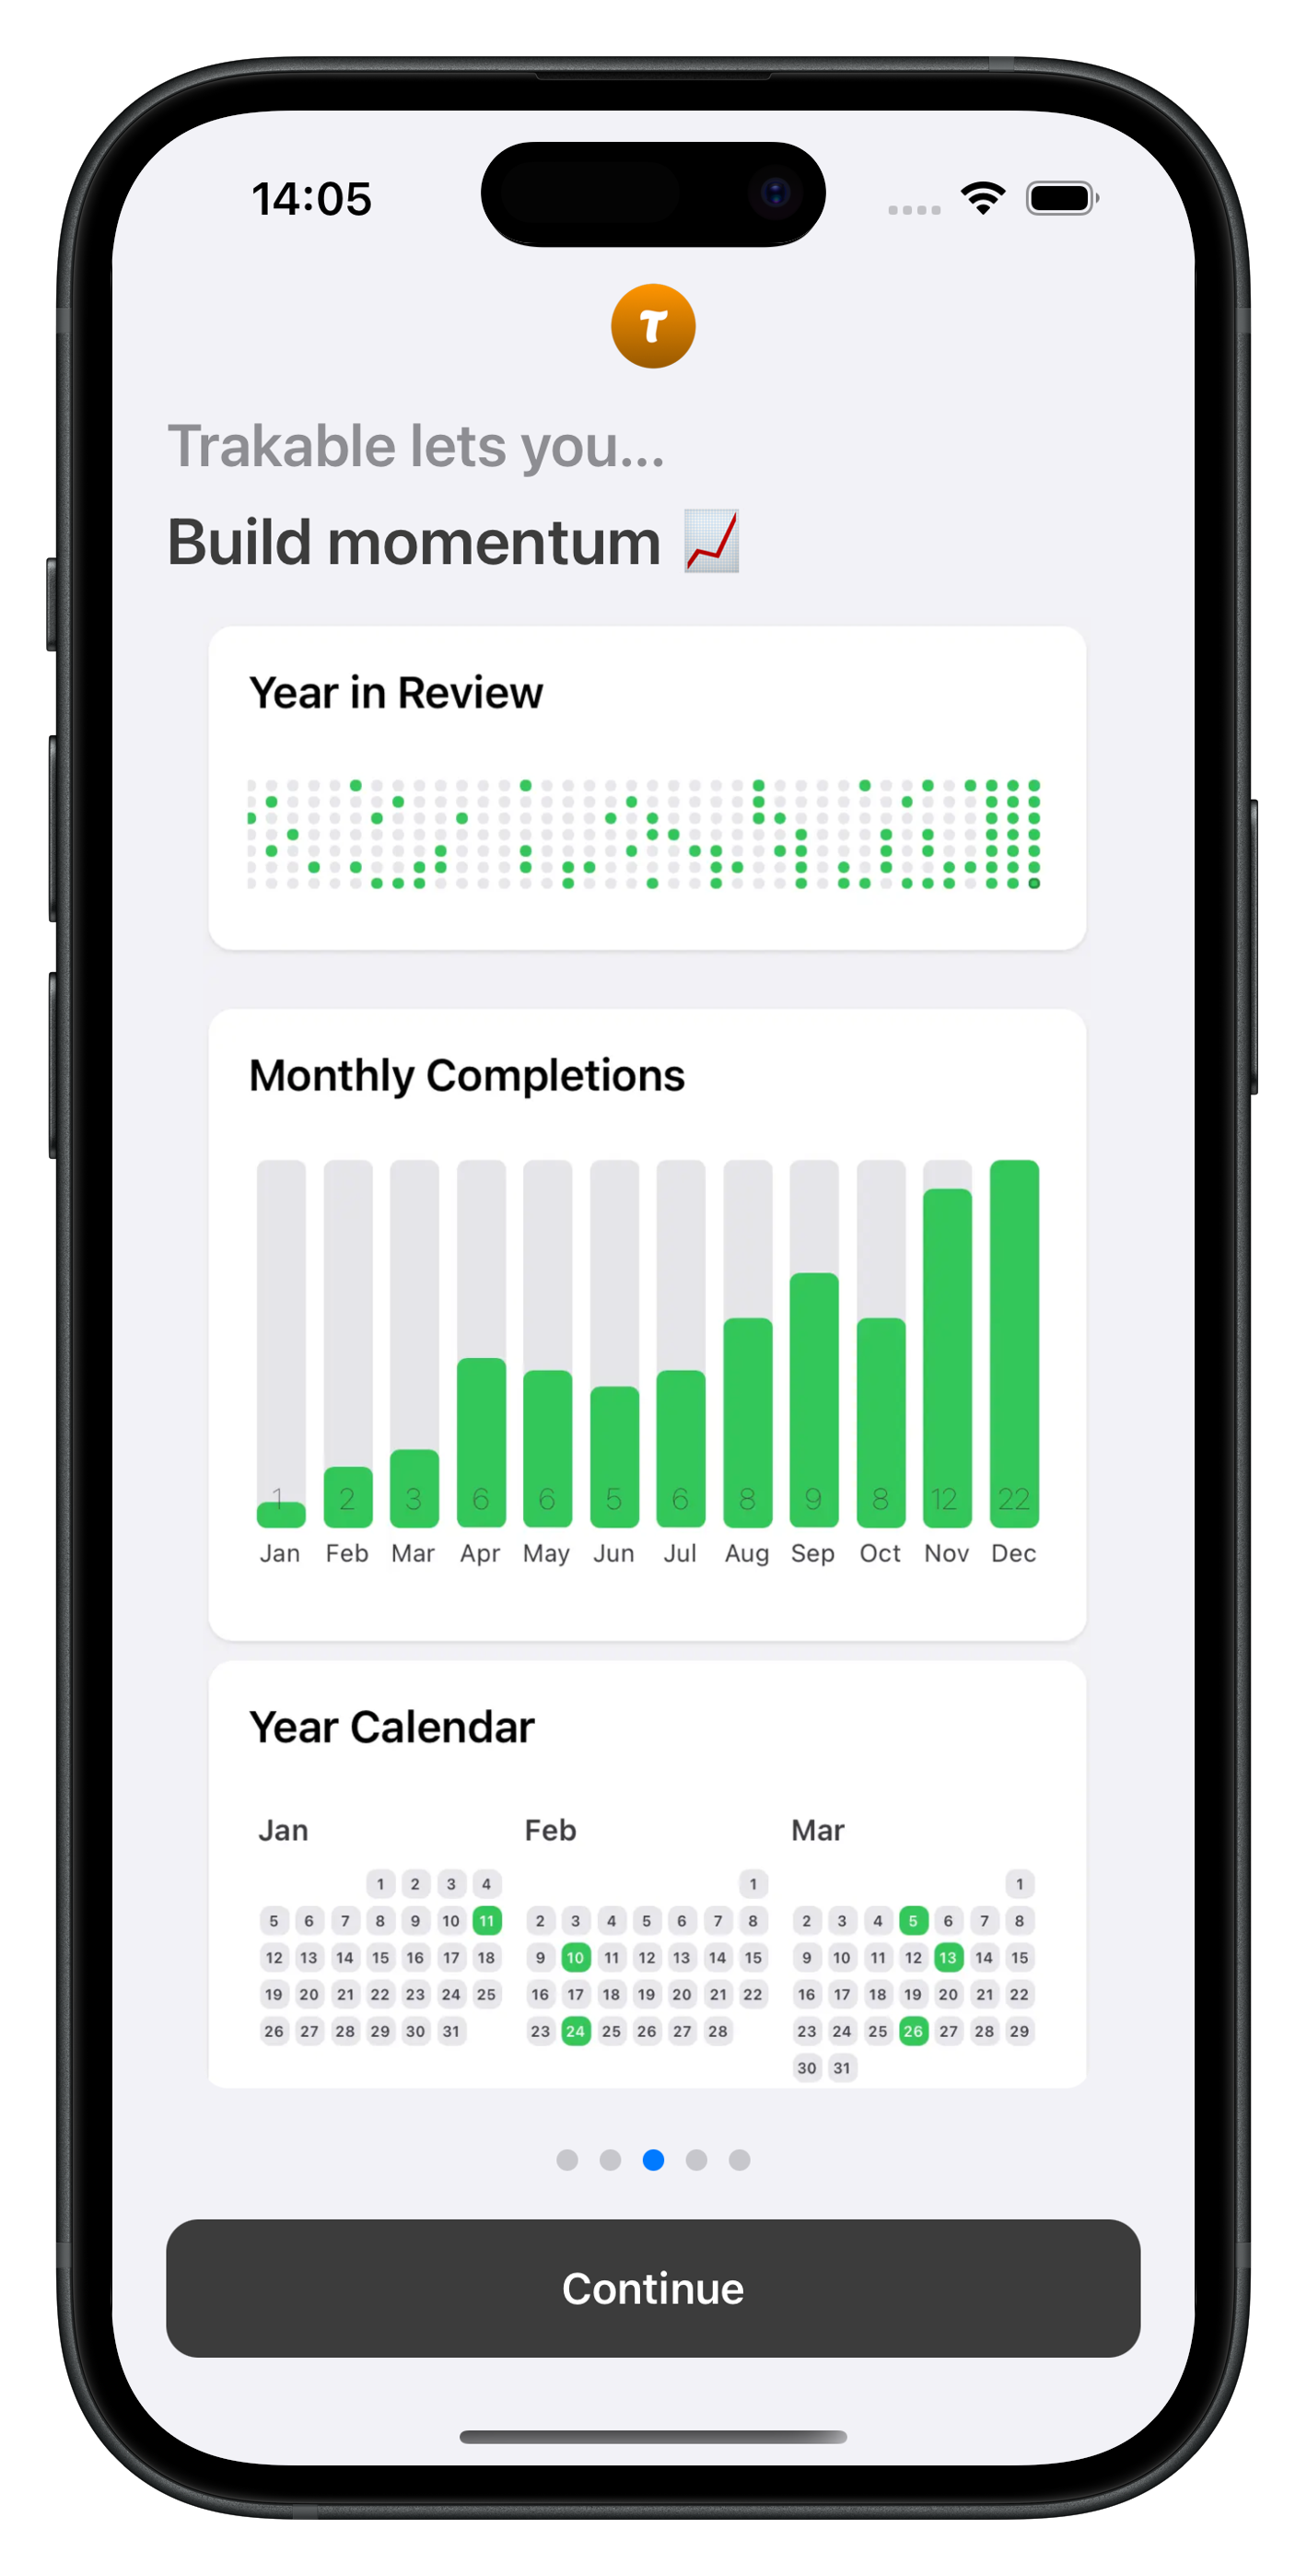 14:05
τ
Trakable lets you...
Build momentum 📈
Year in Review
Monthly Completions
1 2 3 6 6 5 6 8 9 8 12 22
Jan Feb Mar Apr May Jun Jul Aug Sep Oct Nov Dec
Year Calendar
Jan Feb Mar
1 2 3 4 1 1
5 6 7 8 9 10 11 2 3 4 5 6 7 8 2 3 4 5 6 7 8
12 13 14 15 16 17 18 9 10 11 12 13 14 15 9 10 11 12 13 14 15
19 20 21 22 23 24 25 16 17 18 19 20 21 22 16 17 18 19 20 21 22
26 27 28 29 30 31 23 24 25 26 27 28 23 24 25 26 27 28 29
30 31
Continue